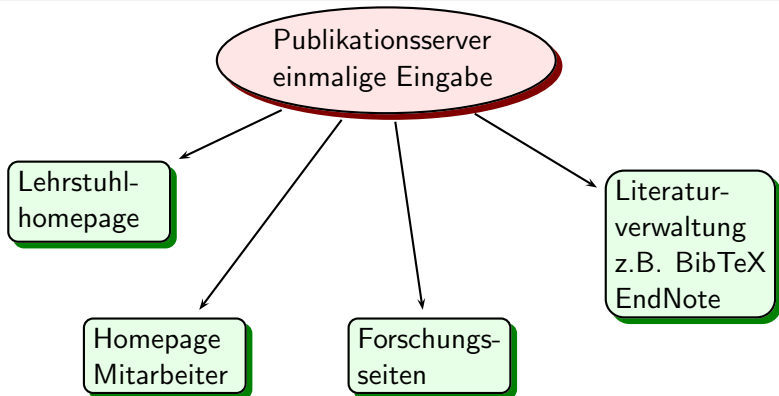 Publikationsserver
einmalige Eingabe
Lehrstuhl-
homepage
Literatur-
verwaltung
z.B. BibTeX
EndNote
Homepage
Mitarbeiter
Forschungs-
seiten